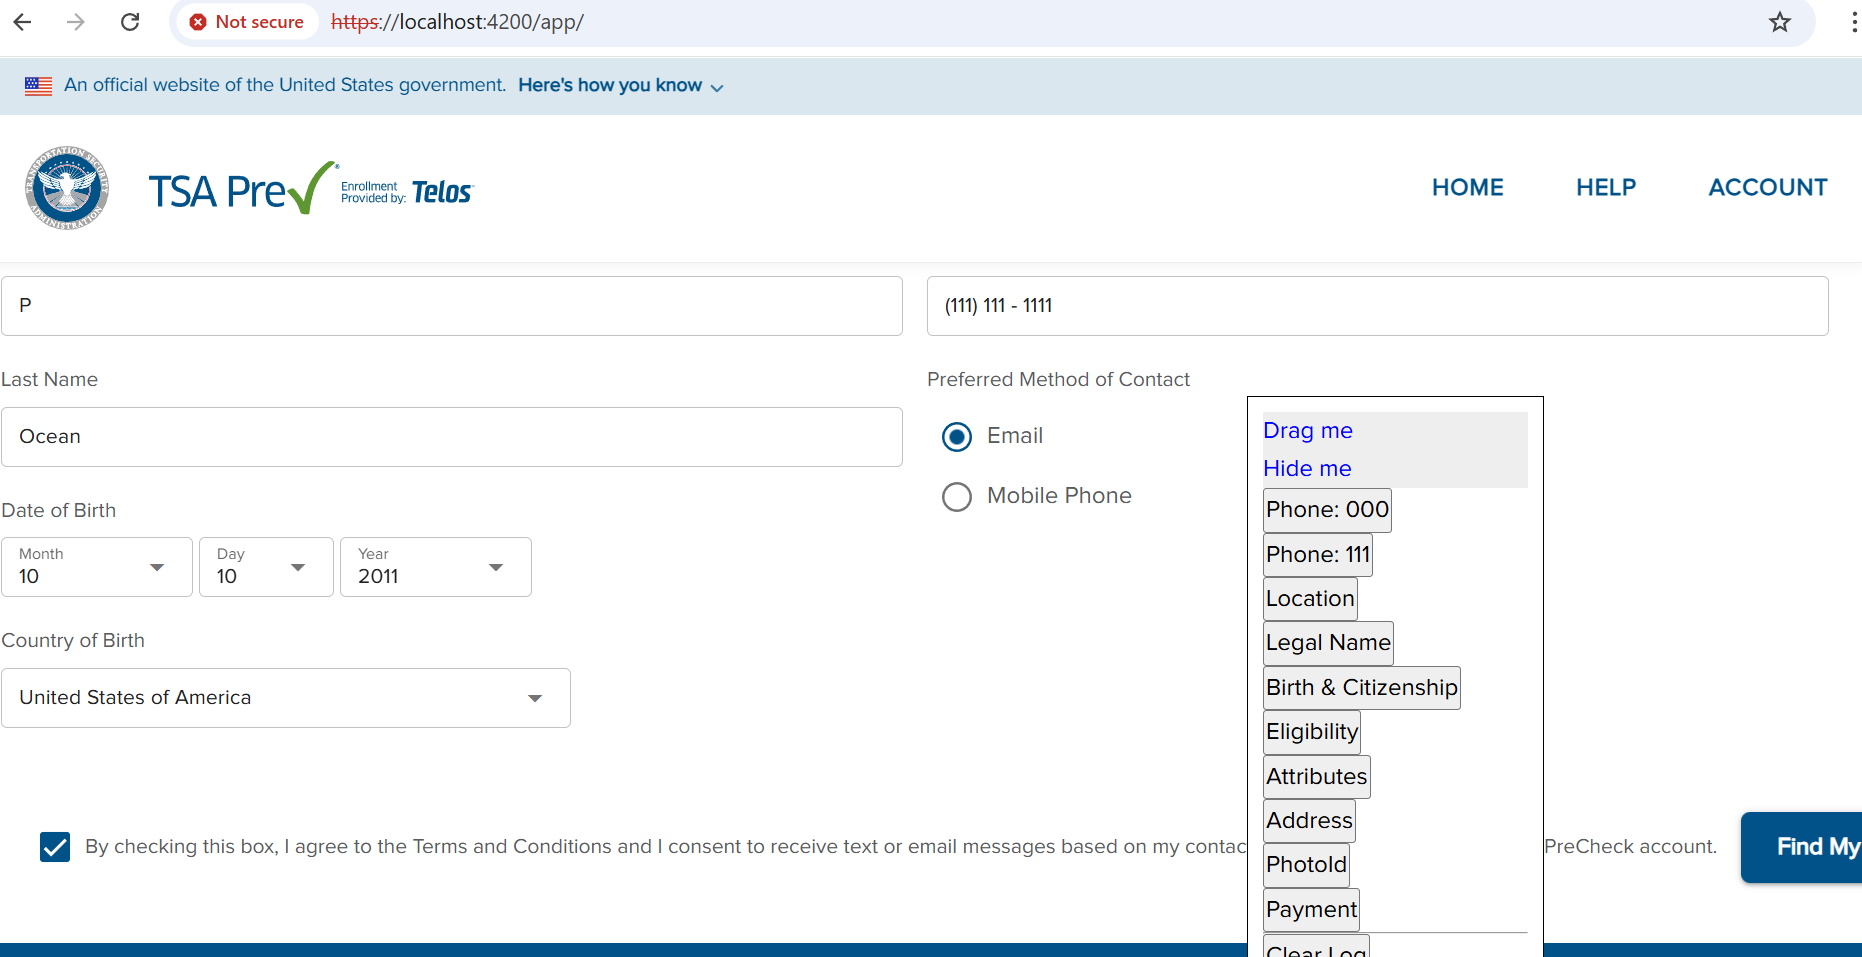 Not secure https://localhost:4200/app/
An official website of the United States government. Here's how you know
TRANSPORTATION SECURITY ADMINISTRATION
TSA Pre Enrollment Provided by: Telos
HOME HELP ACCOUNT
P
(111) 111 - 1111
Last Name
Ocean
Preferred Method of Contact
Email
Mobile Phone
Date of Birth
Month
10
Day
10
Year
2011
Country of Birth
United States of America
Drag me
Hide me
Phone: 000
Phone: 111
Location
Legal Name
Birth & Citizenship
Eligibility
Attributes
Address
PhotoId
Payment
Clear Log
By checking this box, I agree to the Terms and Conditions and I consent to receive text or email messages based on my contac PreCheck account.
Find My